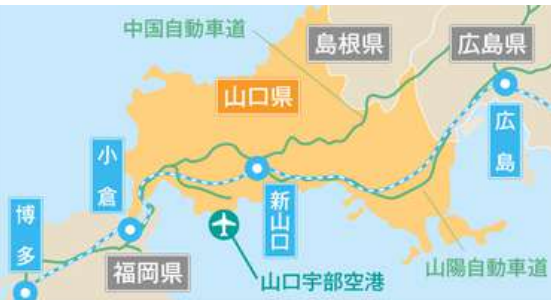 中国自動車道
島根県
広島県
山口県
広島
小倉
新山口
博多
福岡県
山口宇部空港
山陽自動車道